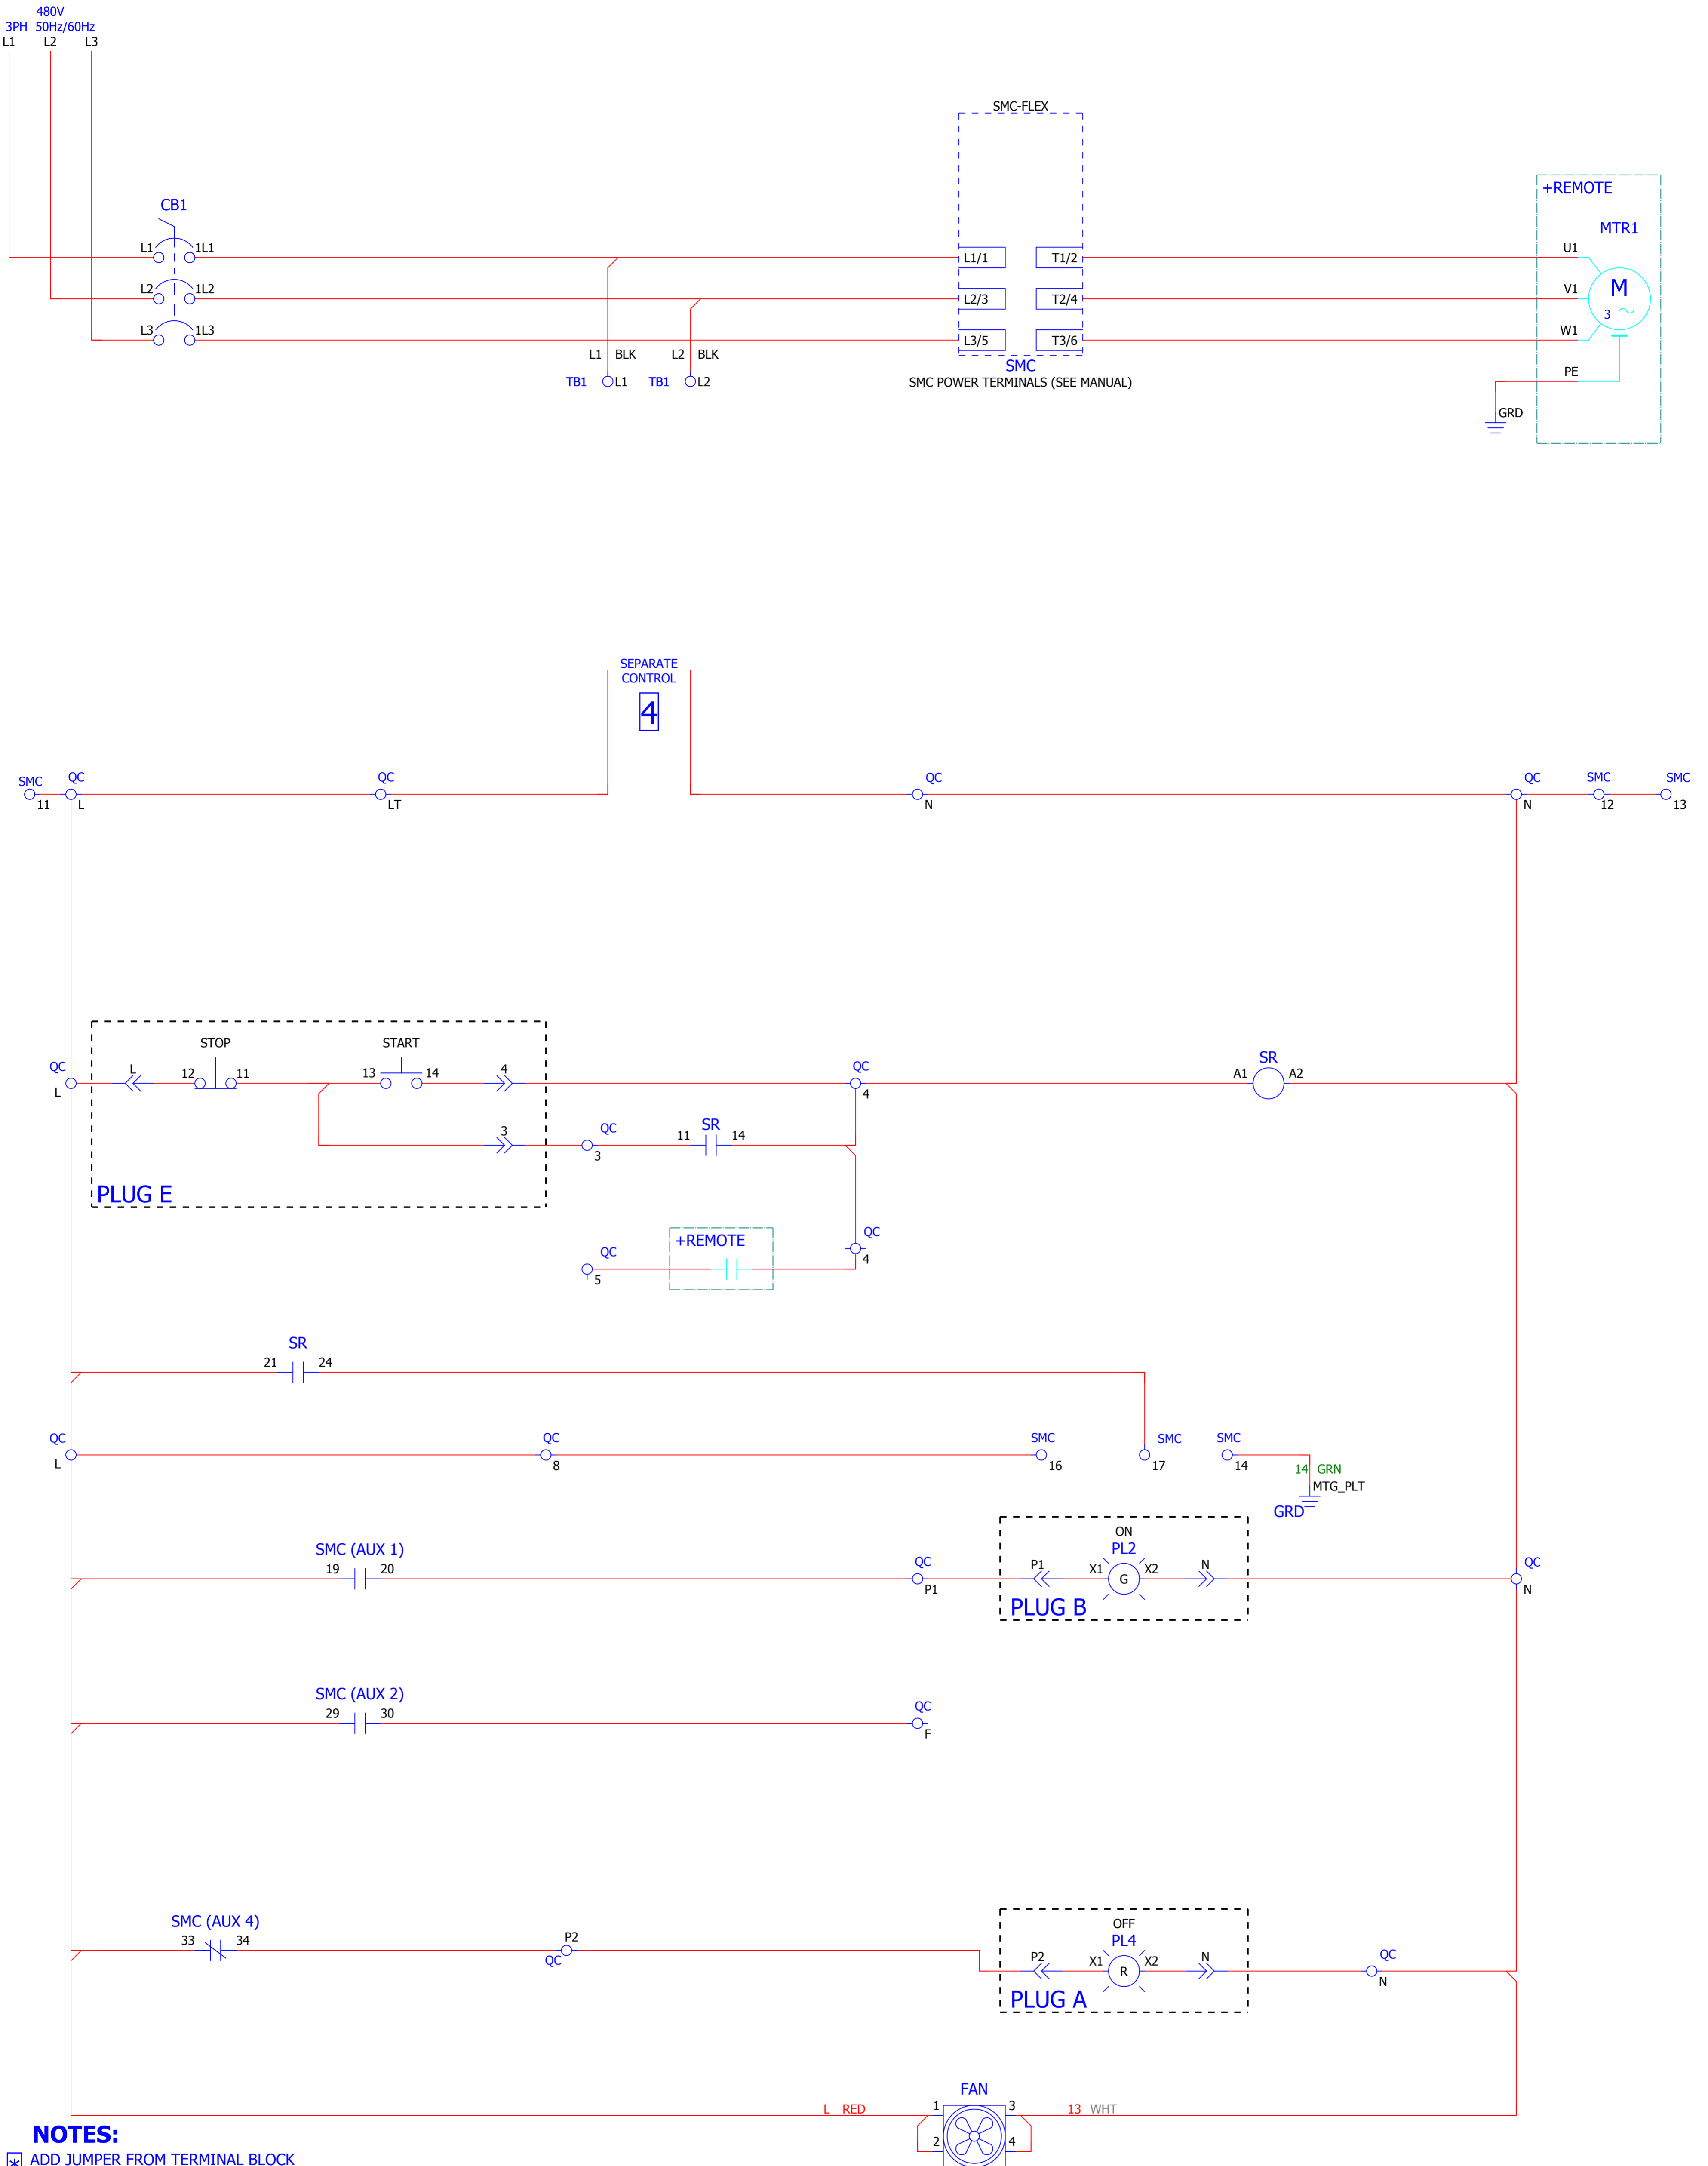 480V
3PH 50Hz/60Hz
L1 L2 L3
SMC-FLEX
CB1
+REMOTE
MTR1
L1 1L1
L1/1 T1/2
U1
L2 1L2
L2/3 T2/4
V1
M
3
L3 1L3
L3/5 T3/6
W1
L1 BLK L2 BLK
SMC
TB1 L1 TB1 L2
SMC POWER TERMINALS (SEE MANUAL)
PE
GRD
SEPARATE
CONTROL
4
SMC QC QC QC QC SMC SMC
11 L LT N N 12 13
STOP START
QC L 12 11 13 14 4 QC SR
L 4 A1 A2
3 QC 11 SR 14
3
PLUG E
+REMOTE
QC QC
5 4
SR
21 24
QC QC SMC SMC SMC
L 8 16 17 14
14 GRN
MTG_PLT
GRD
ON
SMC (AUX 1) PL2
19 20 QC P1 X1 G X2 N QC
P1 N
PLUG B
SMC (AUX 2)
29 30 QC
F
OFF
SMC (AUX 4) PL4
33 34 P2 P2 X1 R X2 N QC
QC N
PLUG A
FAN
L RED 1 3 13 WHT
2 4
NOTES:
* ADD JUMPER FROM TERMINAL BLOCK